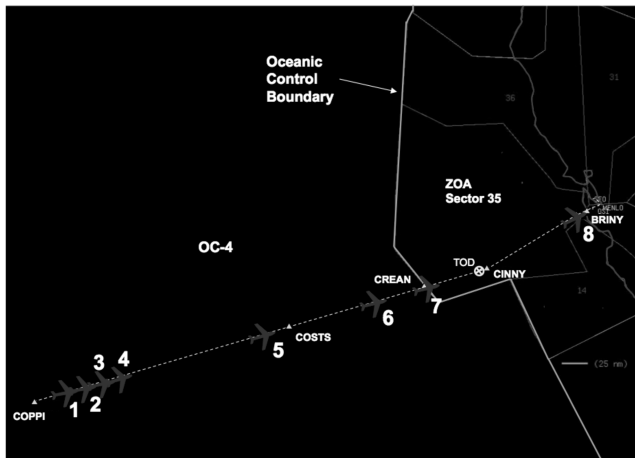 Oceanic
Control
Boundary
31
36
ZOA
Sector 35
MENLO
BRINY
8
OC-4
TOD
CINNY
CREAN
7
14
6
COSTS
5
(25 nm)
3 4
COPPI
1 2